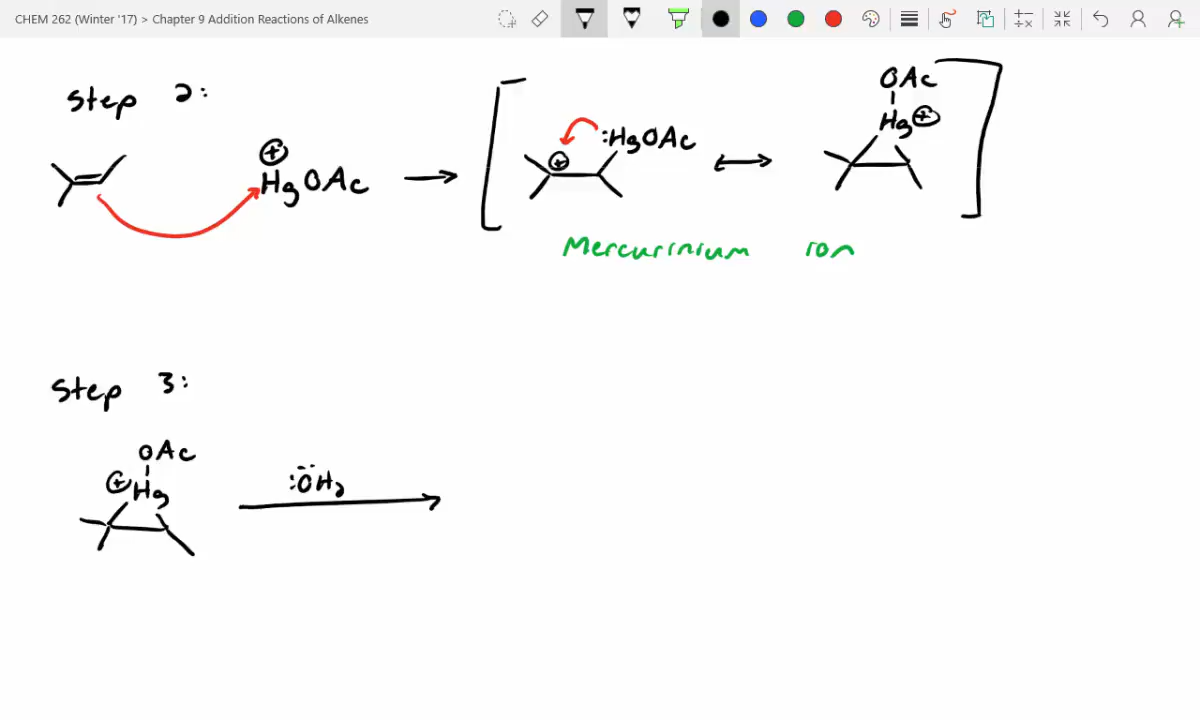 CHEM 262 (Winter '17) > Chapter 9 Addition Reactions of Alkenes
Step 2:
⊕
HgOAc
⊕
:HgOAc
OAc
Hg⊕
Mercurinium ion
Step 3:
OAc
⊕Hg
:ÖH₂